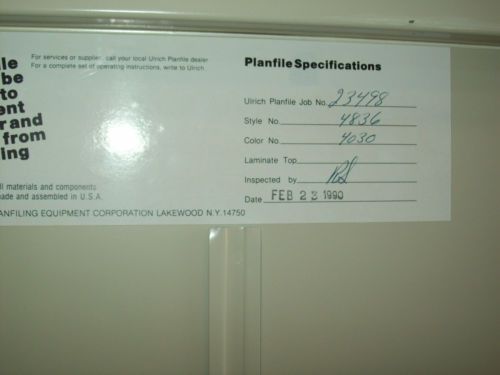 le
be
to
ent
r and
from
ing
For services or supplies, call your local Ulrich Planfile dealer
For a complete set of operating instructions, write to Ulrich
ll materials and components
ade and assembled in U.S.A.
ANFILING EQUIPMENT CORPORATION LAKEWOOD N.Y. 14750
Planfile Specifications
Ulrich Planfile Job No. 23498
Style No. 4836
Color No. 4030
Laminate Top
Inspected by
Date FEB 23 1990